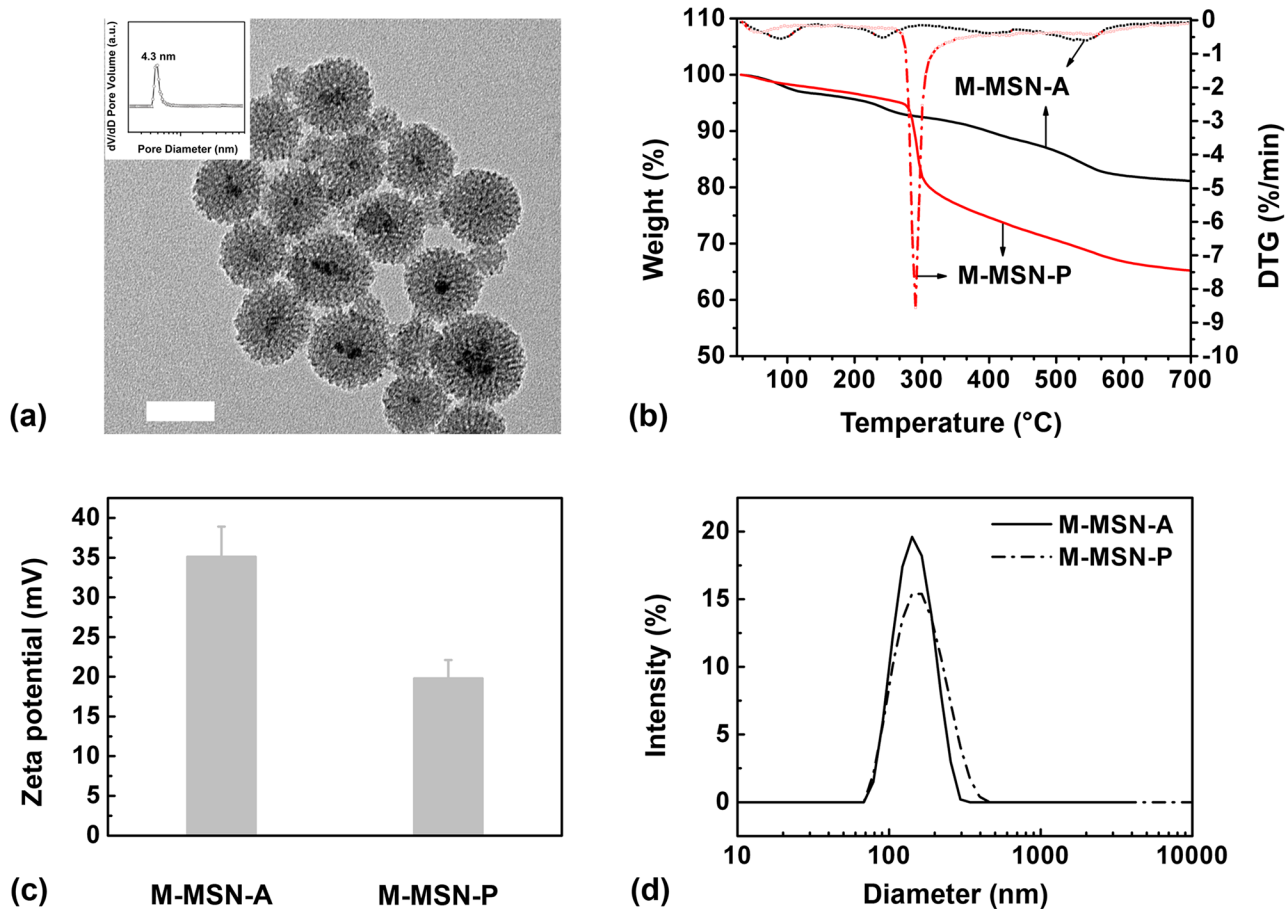 dV/dD Pore Volume (a.u.)
4.3 nm
Pore Diameter (nm)
(a)
110
100
90
80
70
60
50
Weight (%)
M-MSN-A
M-MSN-P
0
-1
-2
-3
-4
-5
-6
-7
-8
-9
-10
DTG (%/min)
100
200
300
400
500
600
700
Temperature (°C)
(b)
40
35
30
25
20
15
10
5
0
Zeta potential (mV)
M-MSN-A
M-MSN-P
(c)
20
15
10
5
0
Intensity (%)
M-MSN-A
M-MSN-P
10
100
1000
10000
Diameter (nm)
(d)